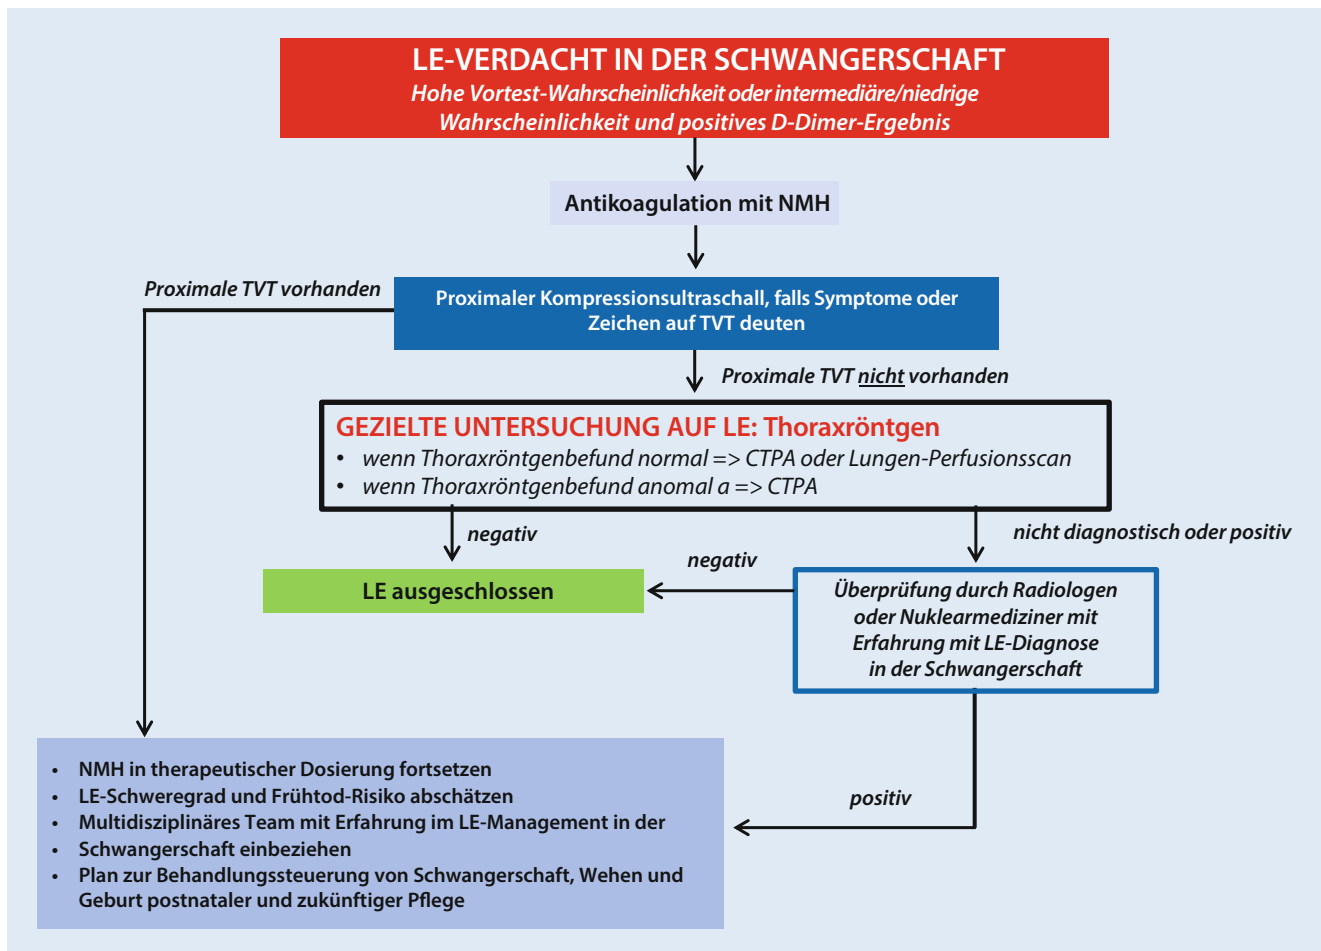 LE-VERDACHT IN DER SCHWANGERSCHAFT
Hohe Vortest-Wahrscheinlichkeit oder intermediäre/niedrige
Wahrscheinlichkeit und positives D-Dimer-Ergebnis
Antikoagulation mit NMH
Proximale TVT vorhanden
Proximaler Kompressionsultraschall, falls Symptome oder
Zeichen auf TVT deuten
Proximale TVT nicht vorhanden
GEZIELTE UNTERSUCHUNG AUF LE: Thoraxröntgen
• wenn Thoraxröntgenbefund normal => CTPA oder Lungen-Perfusionsscan
• wenn Thoraxröntgenbefund anomal a => CTPA
negativ
nicht diagnostisch oder positiv
negativ
LE ausgeschlossen
Überprüfung durch Radiologen
oder Nuklearmediziner mit
Erfahrung mit LE-Diagnose
in der Schwangerschaft
• NMH in therapeutischer Dosierung fortsetzen
• LE-Schweregrad und Frühtod-Risiko abschätzen
• Multidisziplinäres Team mit Erfahrung im LE-Management in der
• Schwangerschaft einbeziehen
• Plan zur Behandlungssteuerung von Schwangerschaft, Wehen und
Geburt postnataler und zukünftiger Pflege
positiv